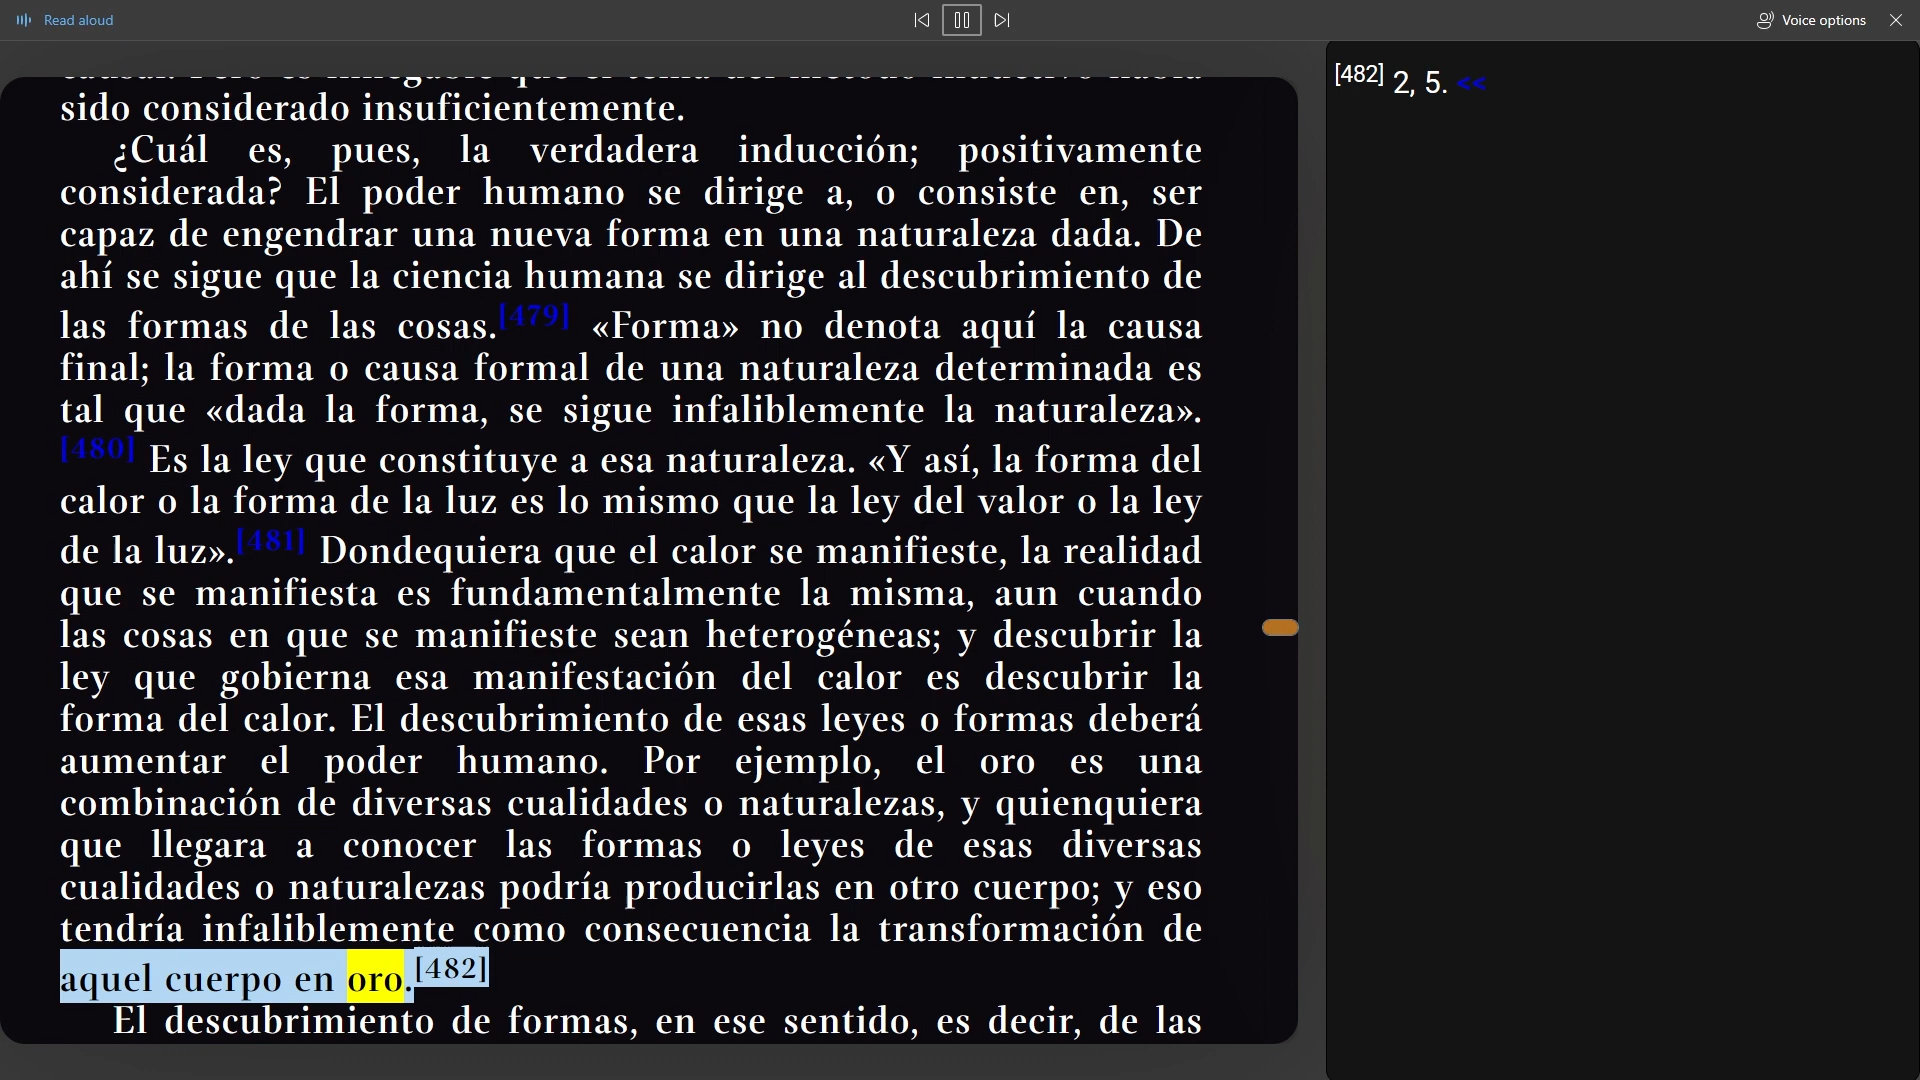 Read aloud
Voice options
sido considerado insuficientemente.
¿Cuál es, pues, la verdadera inducción; positivamente
considerada? El poder humano se dirige a, o consiste en, ser
capaz de engendrar una nueva forma en una naturaleza dada. De
ahí se sigue que la ciencia humana se dirige al descubrimiento de
las formas de las cosas.[479] «Forma» no denota aquí la causa
final; la forma o causa formal de una naturaleza determinada es
tal que «dada la forma, se sigue infaliblemente la naturaleza».
[480] Es la ley que constituye a esa naturaleza. «Y así, la forma del
calor o la forma de la luz es lo mismo que la ley del valor o la ley
de la luz».[481] Dondequiera que el calor se manifieste, la realidad
que se manifiesta es fundamentalmente la misma, aun cuando
las cosas en que se manifieste sean heterogéneas; y descubrir la
ley que gobierna esa manifestación del calor es descubrir la
forma del calor. El descubrimiento de esas leyes o formas deberá
aumentar el poder humano. Por ejemplo, el oro es una
combinación de diversas cualidades o naturalezas, y quienquiera
que llegara a conocer las formas o leyes de esas diversas
cualidades o naturalezas podría producirlas en otro cuerpo; y eso
tendría infaliblemente como consecuencia la transformación de
aquel cuerpo en oro.[482]
El descubrimiento de formas, en ese sentido, es decir, de las
[482] 2, 5. <<